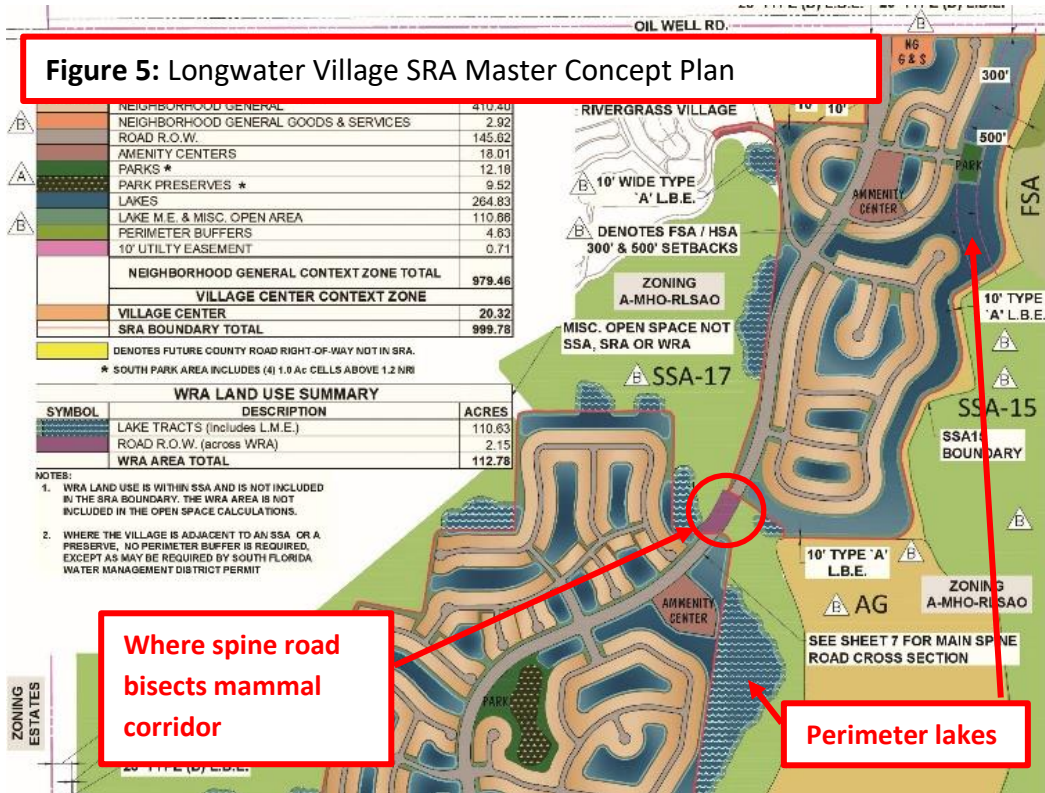 OIL WELL RD.
B
Figure 5: Longwater Village SRA Master Concept Plan
NEIGHBORHOOD GENERAL 410.40
B NEIGHBORHOOD GENERAL GOODS & SERVICES 2.92
ROAD R.O.W. 145.62
AMENITY CENTERS 18.01
A PARKS * 12.18
PARK PRESERVES * 9.52
LAKES 264.83
B LAKE M.E. & MISC. OPEN AREA 110.66
PERIMETER BUFFERS 4.63
10' UTILTY EASEMENT 0.71
NEIGHBORHOOD GENERAL CONTEXT ZONE TOTAL 979.46
VILLAGE CENTER CONTEXT ZONE
VILLAGE CENTER 20.32
SRA BOUNDARY TOTAL 999.78
DENOTES FUTURE COUNTY ROAD RIGHT-OF-WAY NOT IN SRA.
* SOUTH PARK AREA INCLUDES (4) 1.0 Ac CELLS ABOVE 1.2 NRI
WRA LAND USE SUMMARY
SYMBOL DESCRIPTION ACRES
LAKE TRACTS (Includes L.M.E.) 110.63
ROAD R.O.W. (across WRA) 2.15
WRA AREA TOTAL 112.78
NOTES:
1. WRA LAND USE IS WITHIN SSA AND IS NOT INCLUDED
IN THE SRA BOUNDARY. THE WRA AREA IS NOT
INCLUDED IN THE OPEN SPACE CALCULATIONS.
2. WHERE THE VILLAGE IS ADJACENT TO AN SSA OR A
PRESERVE, NO PERIMETER BUFFER IS REQUIRED,
EXCEPT AS MAY BE REQUIRED BY SOUTH FLORIDA
WATER MANAGEMENT DISTRICT PERMIT
RIVERGRASS VILLAGE
10' 10'
B 10' WIDE TYPE
'A' L.B.E.
B DENOTES FSA / HSA
300' & 500' SETBACKS
ZONING
A-MHO-RLSAO
MISC. OPEN SPACE NOT
SSA, SRA OR WRA
B SSA-17
NG
G & S
300'
500'
PARK
FSA
AMMENITY
CENTER
10' TYPE
'A' L.B.E.
B
B
SSA-15
SSA15
BOUNDARY
B
10' TYPE 'A' B
L.B.E.
B AG
ZONING
A-MHO-RLSAO
SEE SHEET 7 FOR MAIN SPINE
ROAD CROSS SECTION
AMMENITY
CENTER
PARK
Where spine road
bisects mammal
corridor
Perimeter lakes
ZONING
ESTATES